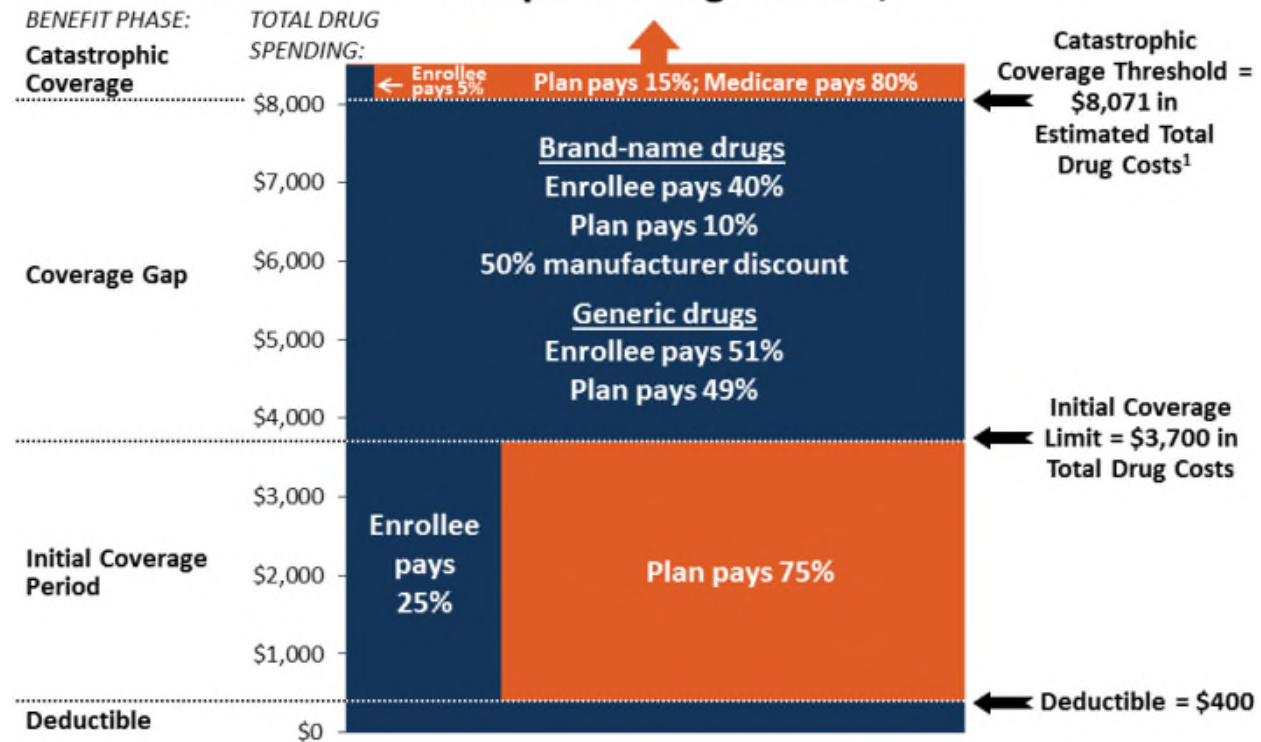 BENEFIT PHASE:
TOTAL DRUG
SPENDING:
Catastrophic
Coverage
Enrollee
pays 5%
Plan pays 15%; Medicare pays 80%
Catastrophic
Coverage Threshold =
$8,071 in
Estimated Total
Drug Costs¹
$8,000
Brand-name drugs
Enrollee pays 40%
Plan pays 10%
50% manufacturer discount
Generic drugs
Enrollee pays 51%
Plan pays 49%
$7,000
$6,000
Coverage Gap
$5,000
$4,000
Initial Coverage
Limit = $3,700 in
Total Drug Costs
$3,000
Enrollee
pays
25%
Plan pays 75%
Initial Coverage
Period
$2,000
$1,000
Deductible = $400
Deductible
$0